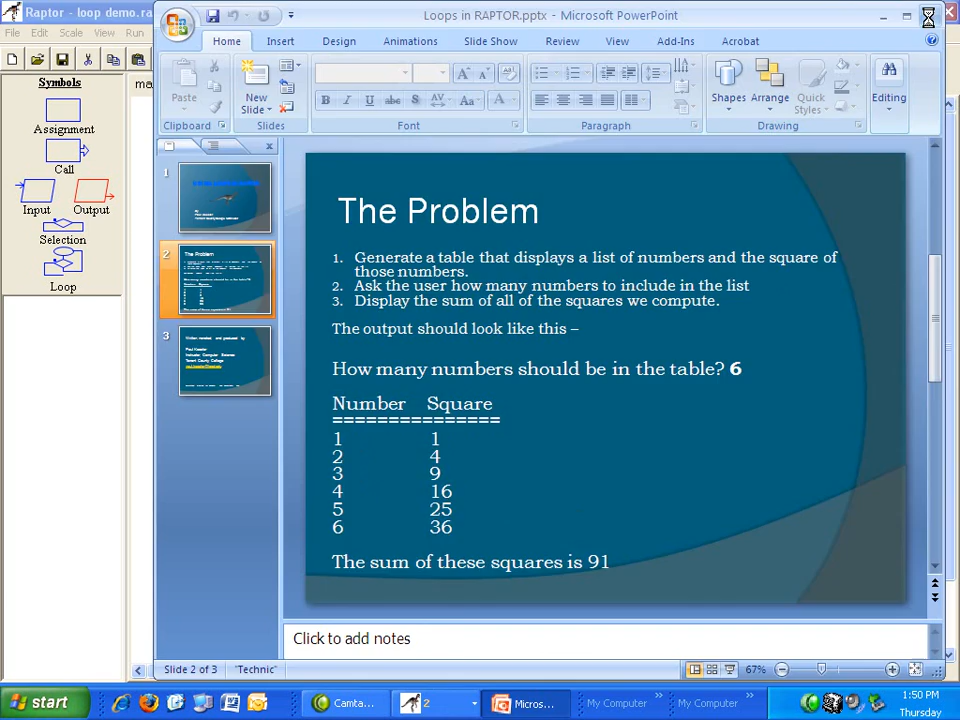 Raptor - loop demo.ra
File Edit Scale View Run
Symbols
Assignment
Call
Input Output
Selection
Loop
ma
Loops in RAPTOR.pptx - Microsoft PowerPoint
Home Insert Design Animations Slide Show Review View Add-Ins Acrobat
Paste
New
Slide
B I U abc S AV Aa A
Shapes Arrange Quick
Styles
Editing
Clipboard Slides Font Paragraph Drawing
1
2
3
The Problem
1. Generate a table that displays a list of numbers and the square of
those numbers.
2. Ask the user how many numbers to include in the list
3. Display the sum of all of the squares we compute.
The output should look like this –
How many numbers should be in the table? 6
Number Square
===============
1 1
2 4
3 9
4 16
5 25
6 36
The sum of these squares is 91
Click to add notes
Slide 2 of 3 "Technic" 67%
start Camta... 2 Micros... My Computer My Computer 1:50 PM
Thursday